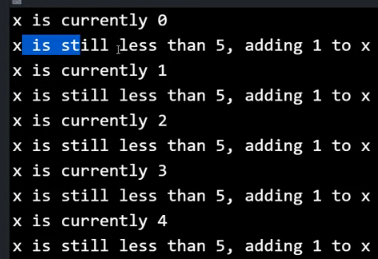 x is currently 0
x is still less than 5, adding 1 to x
x is currently 1
x is still less than 5, adding 1 to x
x is currently 2
x is still less than 5, adding 1 to x
x is currently 3
x is still less than 5, adding 1 to x
x is currently 4
x is still less than 5, adding 1 to x